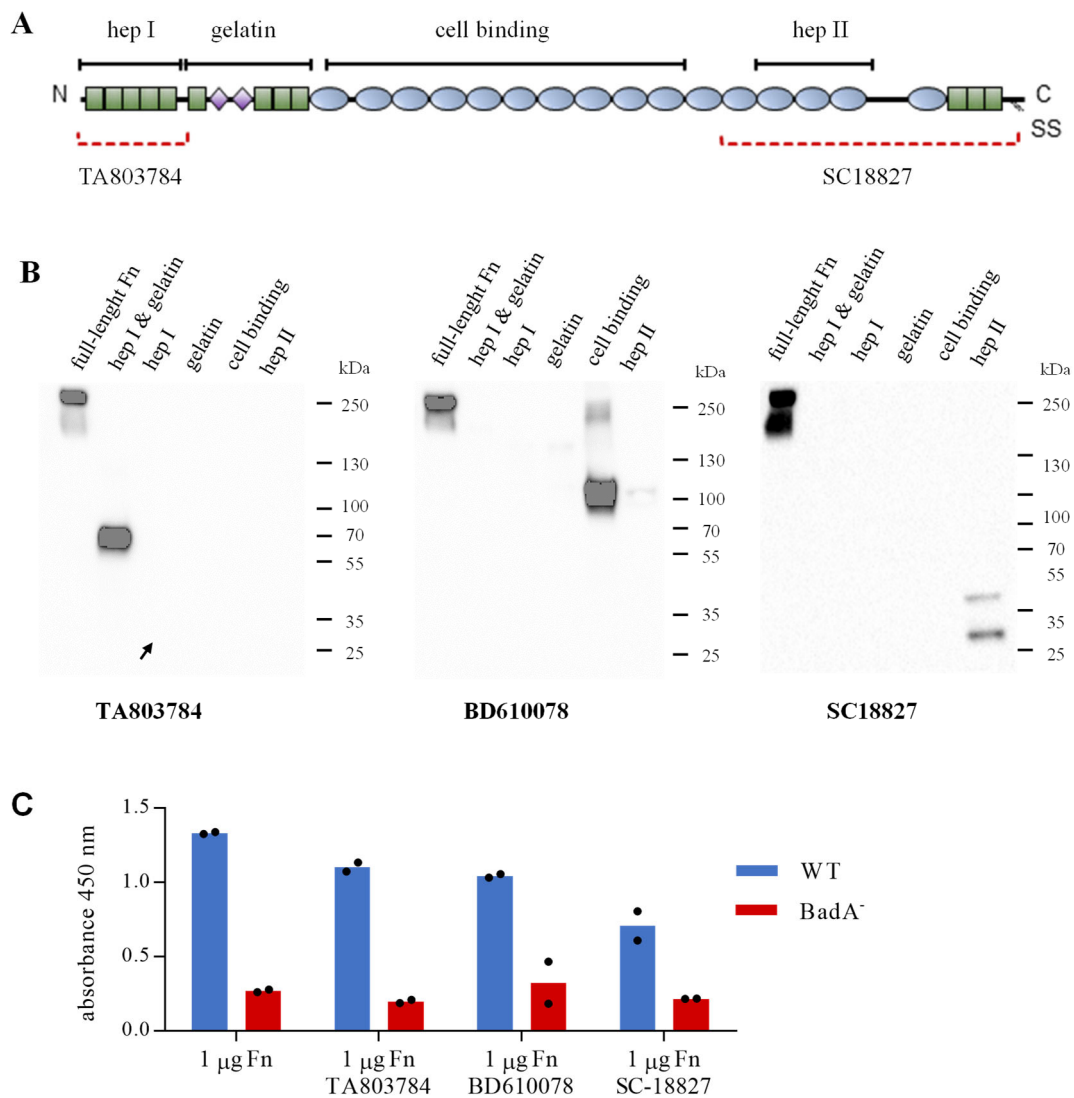 A
hep I gelatin cell binding hep II
N C
SS
TA803784 SC18827
B
full-lenght Fn hep I & gelatin hep I gelatin cell binding hep II kDa
250
130
100
70
55
35
25
TA803784
full-lenght Fn hep I & gelatin hep I gelatin cell binding hep II kDa
250
130
100
70
55
35
25
BD610078
full-lenght Fn hep I & gelatin hep I gelatin cell binding hep II kDa
250
130
100
70
55
35
25
SC18827
C
absorbance 450 nm
1.5
1.0
0.5
0.0
1 µg Fn 1 µg Fn 1 µg Fn 1 µg Fn
TA803784 BD610078 SC-18827
WT
BadA⁻